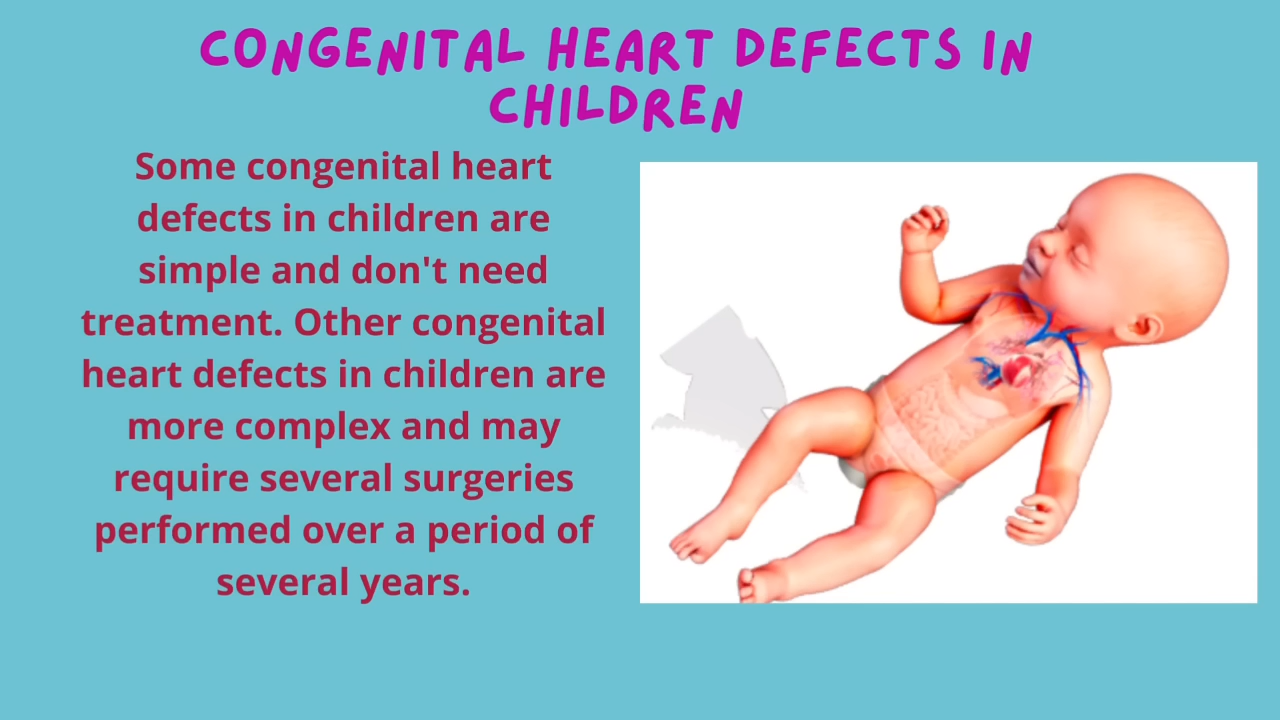 CONGENITAL HEART DEFECTS IN
CHILDREN
Some congenital heart
defects in children are
simple and don't need
treatment. Other congenital
heart defects in children are
more complex and may
require several surgeries
performed over a period of
several years.